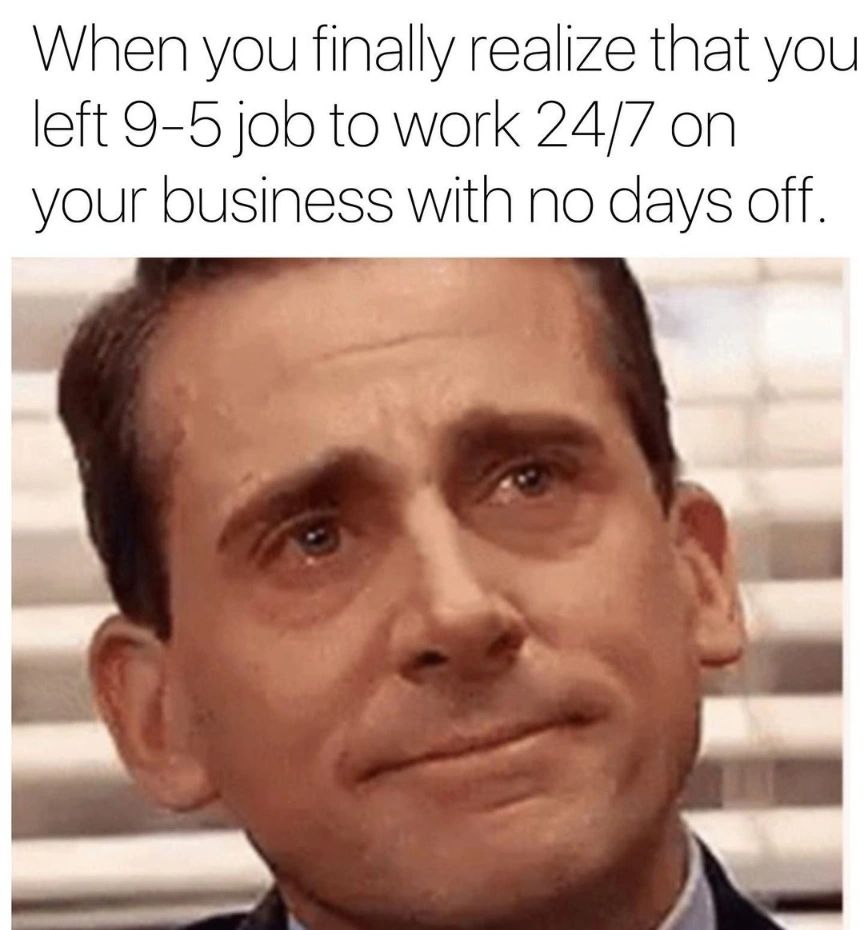 When you finally realize that you
left 9-5 job to work 24/7 on
your business with no days off.